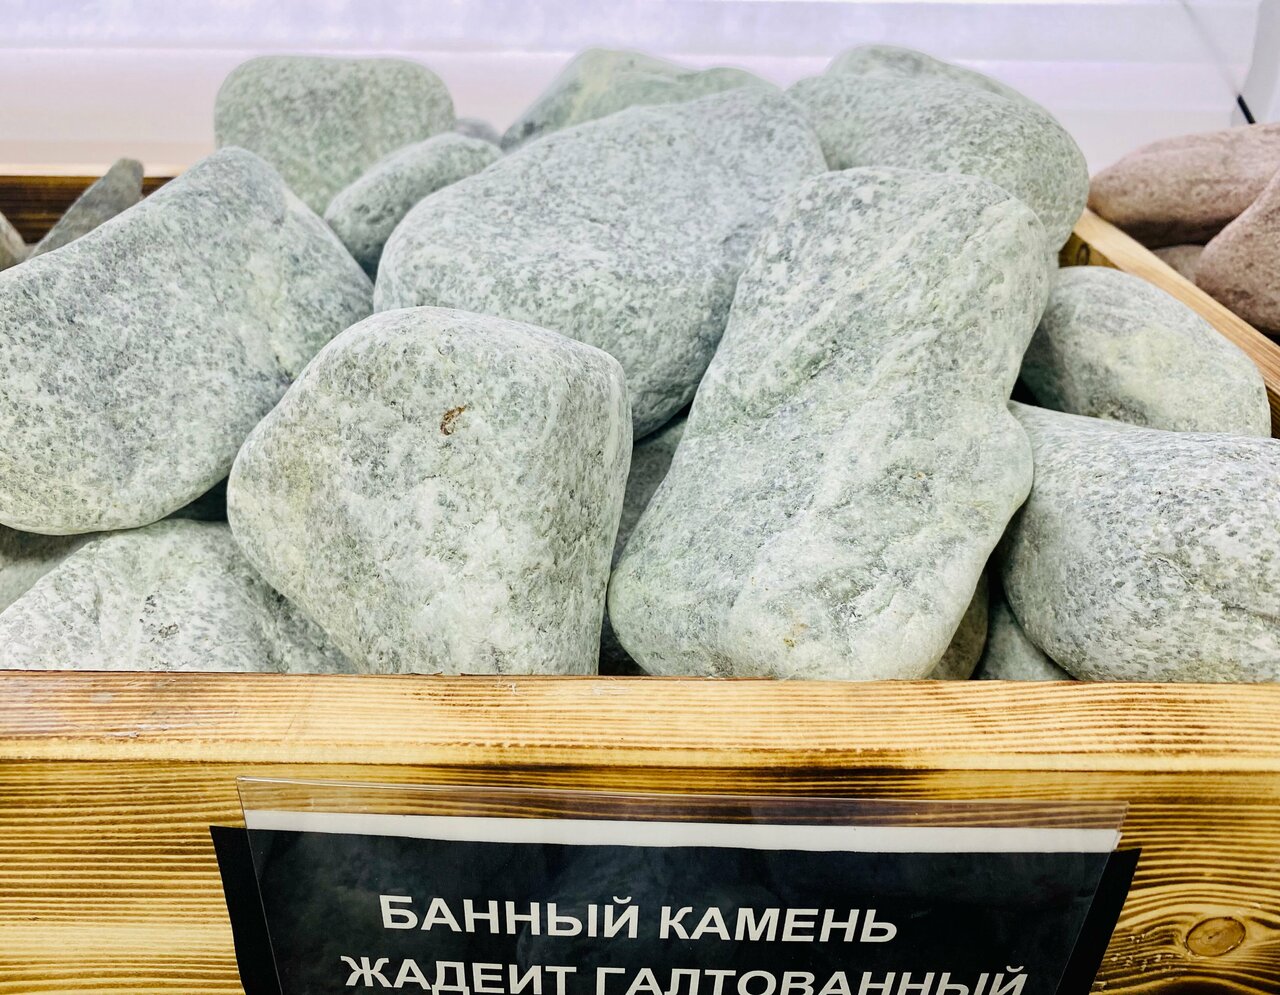 БАННЫЙ КАМЕНЬ
ЖАДЕИТ ГАЛТОВАННЫЙ